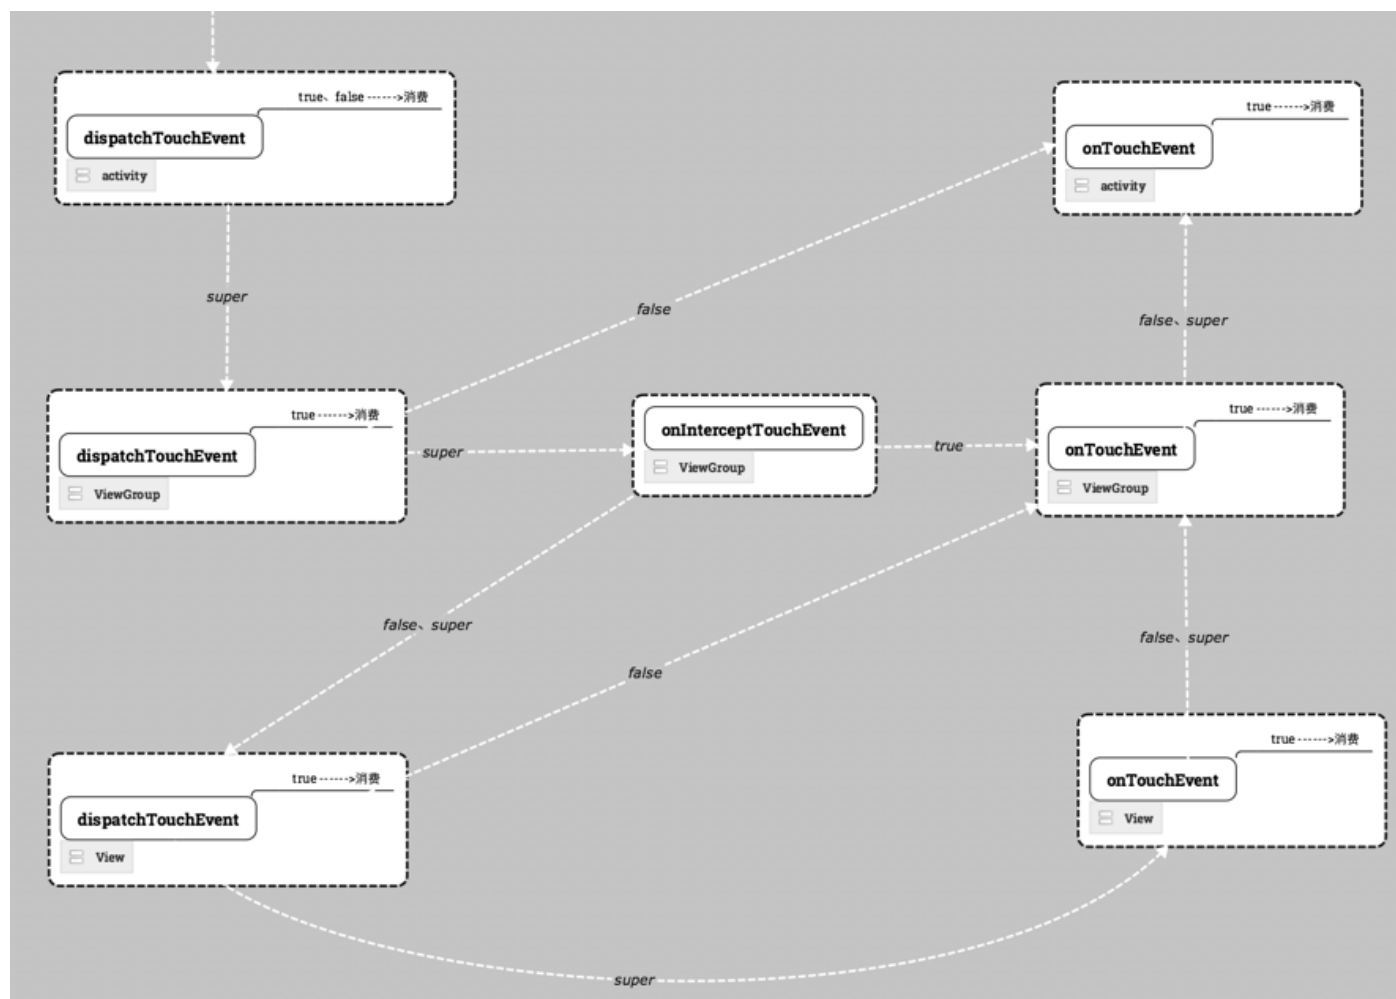 true、false ------>消费
dispatchTouchEvent
activity
true ------>消费
onTouchEvent
activity
super
false
false、super
true ------>消费
dispatchTouchEvent
ViewGroup
super
onInterceptTouchEvent
ViewGroup
true
true ------>消费
onTouchEvent
ViewGroup
false、super
false
false、super
true ------>消费
dispatchTouchEvent
View
true ------>消费
onTouchEvent
View
super